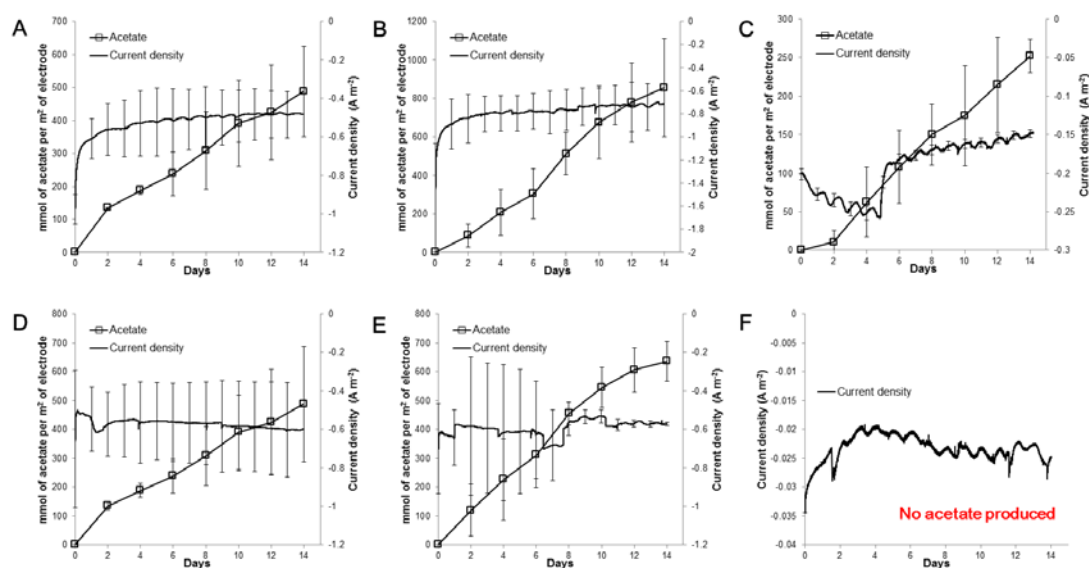 A
Acetate
Current density
mmol of acetate per m² of electrode
700
600
500
400
300
200
100
0
0
-0.2
-0.4
-0.6
-0.8
-1
-1.2
Current density (A m⁻²)
0 2 4 6 8 10 12 14
Days
B
Acetate
Current density
mmol of acetate per m² of electrode
1400
1200
1000
800
600
400
200
0
0
-0.2
-0.4
-0.6
-0.8
-1
-1.2
-1.4
-1.6
-1.8
-2
Current density (A m⁻²)
0 2 4 6 8 10 12 14
Days
C
Acetate
Current density
mmol of acetate per m² of electrode
300
250
200
150
100
50
0
0
-0.05
-0.1
-0.15
-0.2
-0.25
-0.3
Current density (A m⁻²)
0 2 4 6 8 10 12 14
Days
D
Acetate
Current density
mmol of acetate per m² of electrode
800
700
600
500
400
300
200
100
0
0
-0.2
-0.4
-0.6
-0.8
-1
-1.2
Current density (A m⁻²)
0 2 4 6 8 10 12 14
Days
E
Acetate
Current density
mmol of acetate per m² of electrode
800
700
600
500
400
300
200
100
0
0
-0.2
-0.4
-0.6
-0.8
-1
-1.2
Current density (A m⁻²)
0 2 4 6 8 10 12 14
Days
F
Current density
Current density (A m⁻²)
0
-0.005
-0.01
-0.015
-0.02
-0.025
-0.03
-0.035
-0.04
No acetate produced
0 2 4 6 8 10 12 14
Days